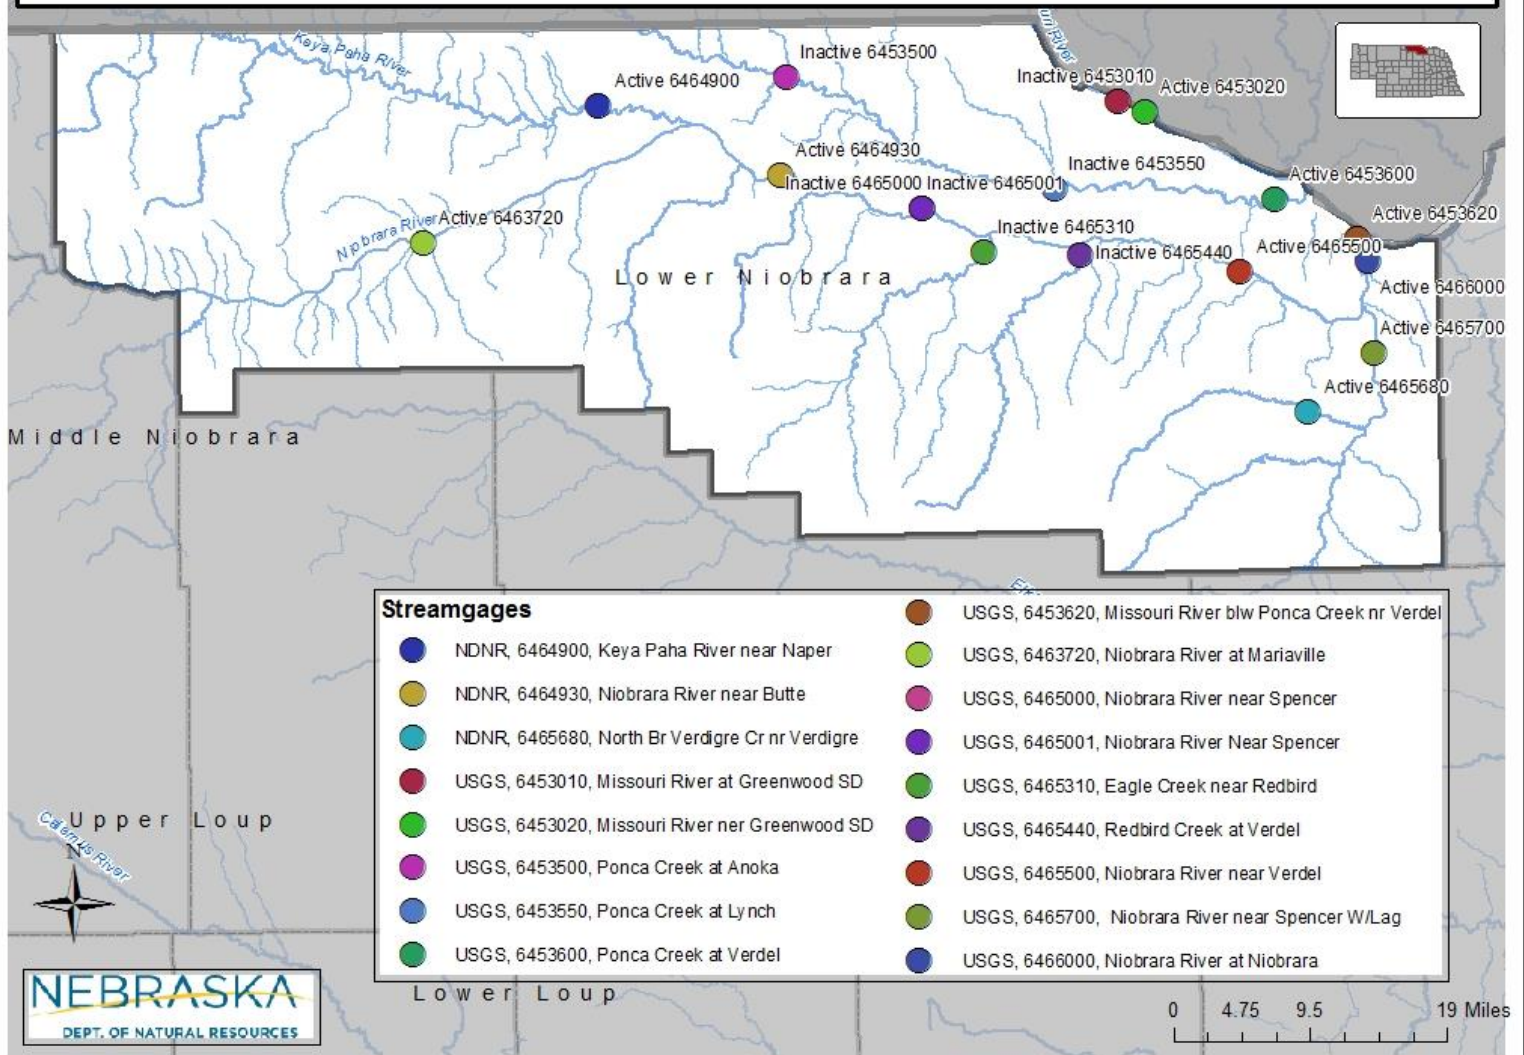 Keya Paha River
uri River
Inactive 6453500
Active 6464900
Inactive 6453010
Active 6453020
Active 6464930
Inactive 6453550
Active 6453600
Inactive 6465000
Inactive 6465001
Active 6453620
Niobrara River
Active 6463720
Inactive 6465310
Inactive 6465440
Active 6465500
Lower Niobrara
Active 6466000
Active 6465700
Active 6465680
Middle Niobrara
Streamgages
NDNR, 6464900, Keya Paha River near Naper
NDNR, 6464930, Niobrara River near Butte
NDNR, 6465680, North Br Verdigre Cr nr Verdigre
USGS, 6453010, Missouri River at Greenwood SD
USGS, 6453020, Missouri River ner Greenwood SD
USGS, 6453500, Ponca Creek at Anoka
USGS, 6453550, Ponca Creek at Lynch
USGS, 6453600, Ponca Creek at Verdel
USGS, 6453620, Missouri River blw Ponca Creek nr Verdel
USGS, 6463720, Niobrara River at Mariaville
USGS, 6465000, Niobrara River near Spencer
USGS, 6465001, Niobrara River Near Spencer
USGS, 6465310, Eagle Creek near Redbird
USGS, 6465440, Redbird Creek at Verdel
USGS, 6465500, Niobrara River near Verdel
USGS, 6465700, Niobrara River near Spencer W/Lag
USGS, 6466000, Niobrara River at Niobrara
Upper Loup
Calamus River
N
NEBRASKA
DEPT. OF NATURAL RESOURCES
Lower Loup
0 4.75 9.5 19 Miles